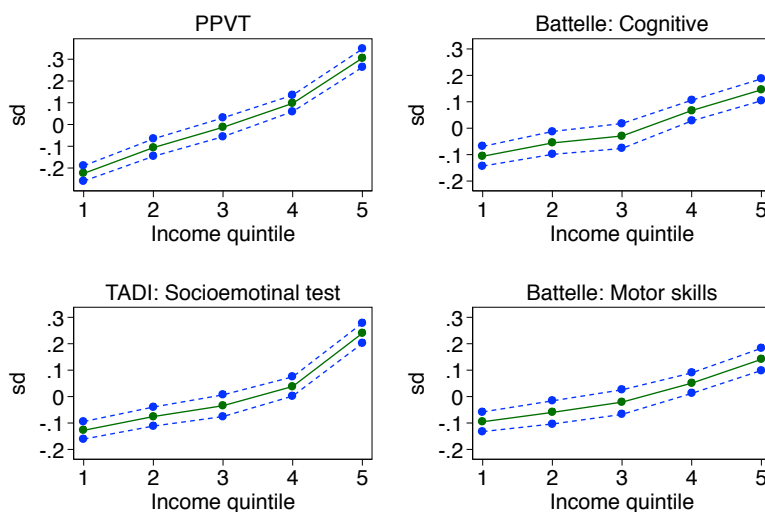 PPVT
.3
.2
.1
0
-.1
-.2
sd
1 2 3 4 5
Income quintile
Battelle: Cognitive
.3
.2
.1
0
-.1
-.2
sd
1 2 3 4 5
Income quintile
TADI: Socioemotinal test
.3
.2
.1
0
-.1
-.2
sd
1 2 3 4 5
Income quintile
Battelle: Motor skills
.3
.2
.1
0
-.1
-.2
sd
1 2 3 4 5
Income quintile